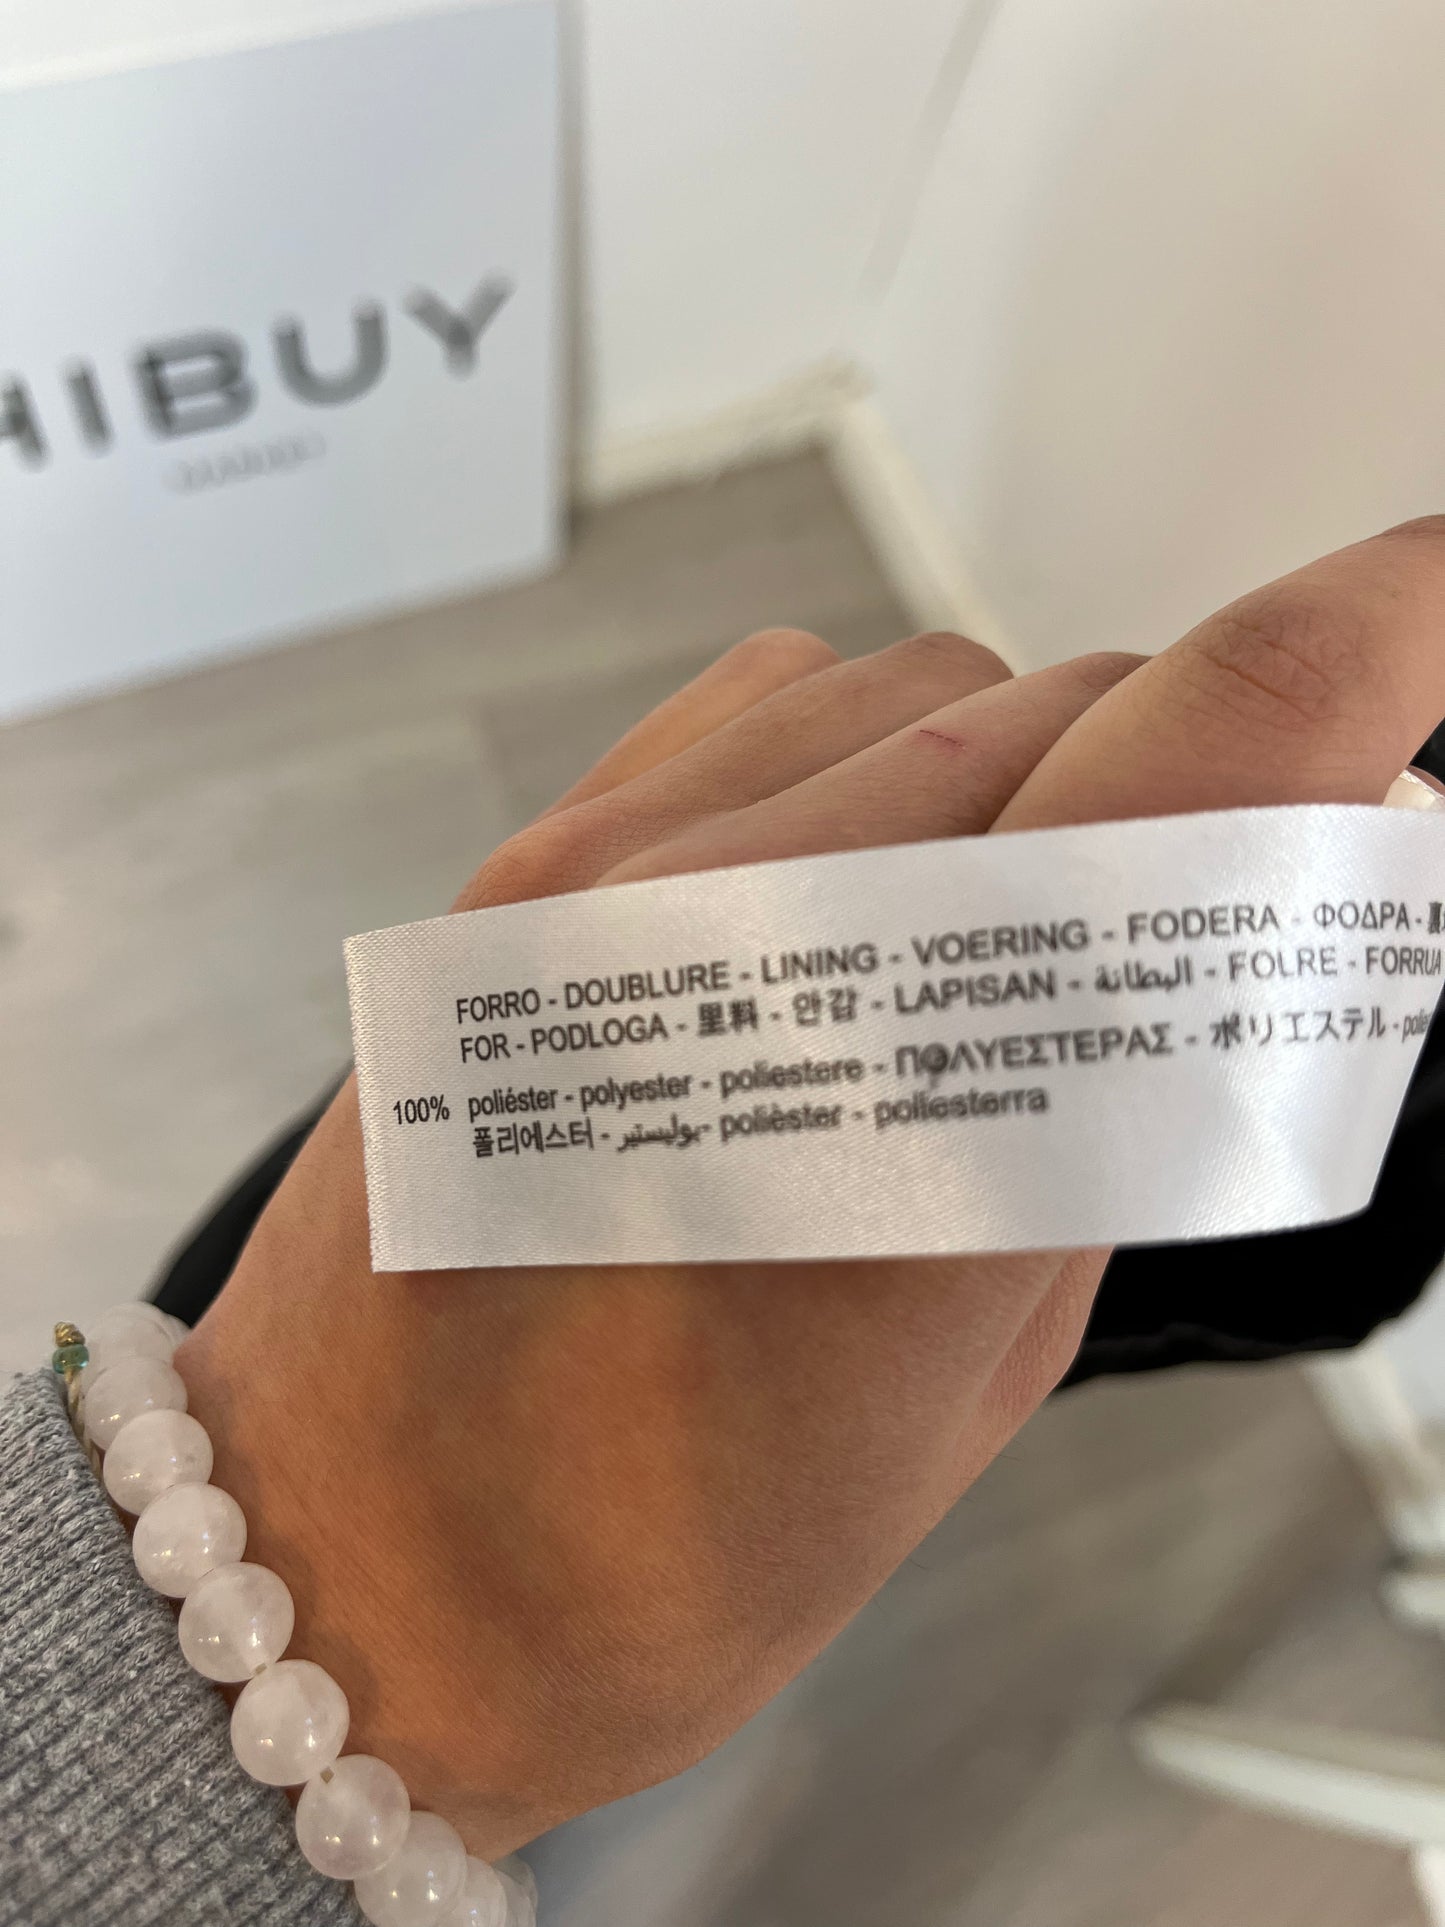 HIBUY
FORRO - DOUBLURE - LINING - VOERING - FODERA - ΦΟΔΡΑ -
FOR - PODLOGA - 里料 - 안감 - LAPISAN - البطانة - FOLRE - FORRUA
100% poliéster - polyester - poliestere - ΠΟΛΥΕΣΤΕΡΑΣ - ポリエステル -
폴리에스터 - بوليستير - polièster - poliesterra